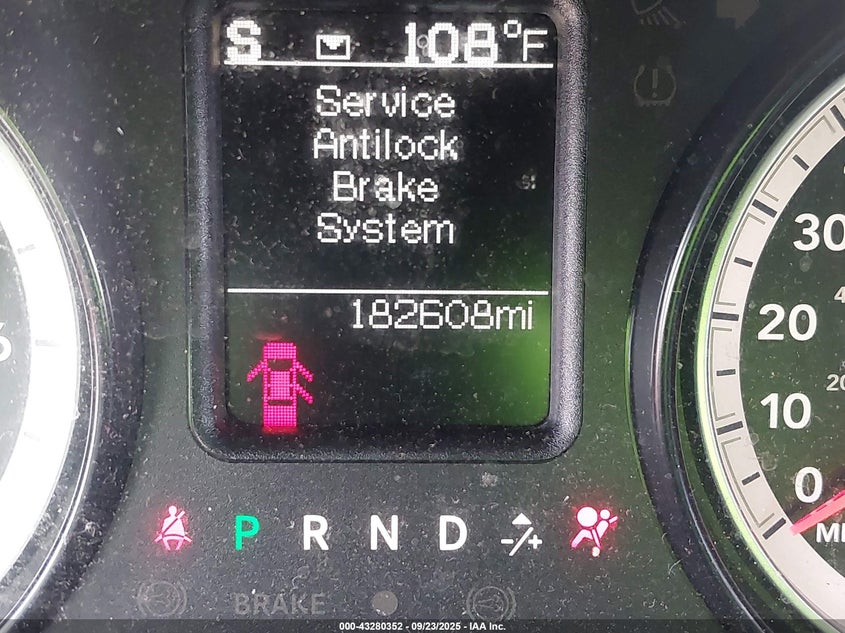 S 108°F
Service
Antilock
Brake
System
182608mi
30
20
10
0
P R N D -/+
BRAKE
000-43280352 - 09/23/2025 - IAA Inc.